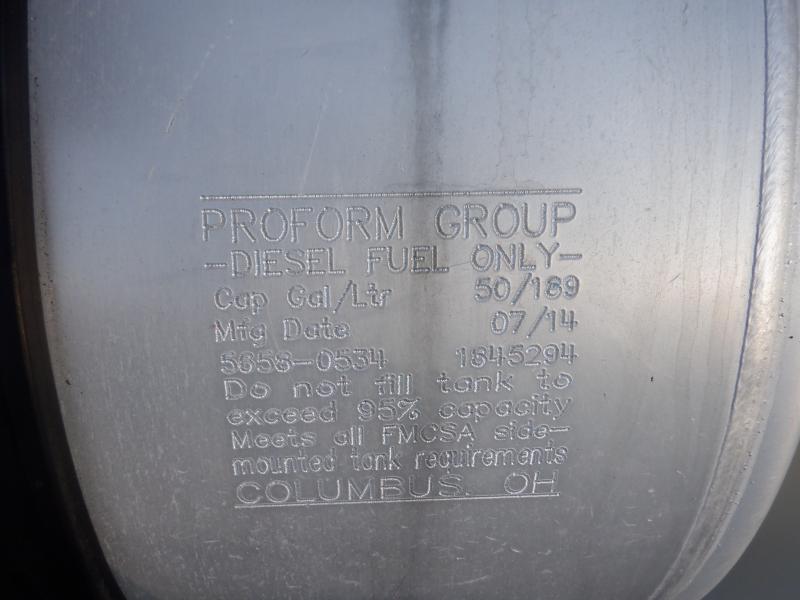 PROFORM GROUP
-DIESEL FUEL ONLY-
Cap Gal/Ltr 50/189
Mfg Date 07/14
5658-0534 1845294
Do not fill tank to
exceed 95% capacity
Meets all FMCSA side-
mounted tank requirements
COLUMBUS. OH